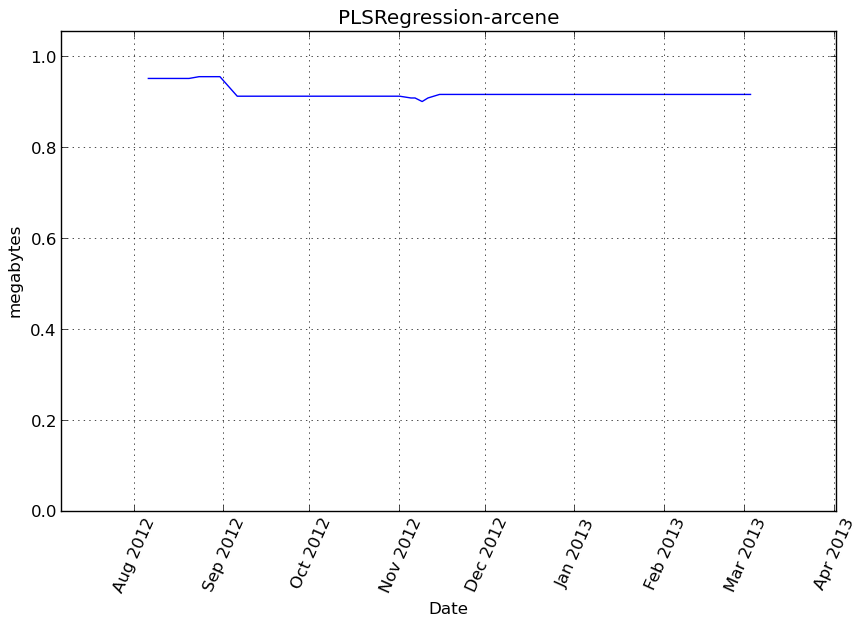 PLSRegression-arcene
1.0
0.8
0.6
0.4
0.2
0.0
megabytes
Aug 2012
Sep 2012
Oct 2012
Nov 2012
Dec 2012
Jan 2013
Feb 2013
Mar 2013
Apr 2013
Date